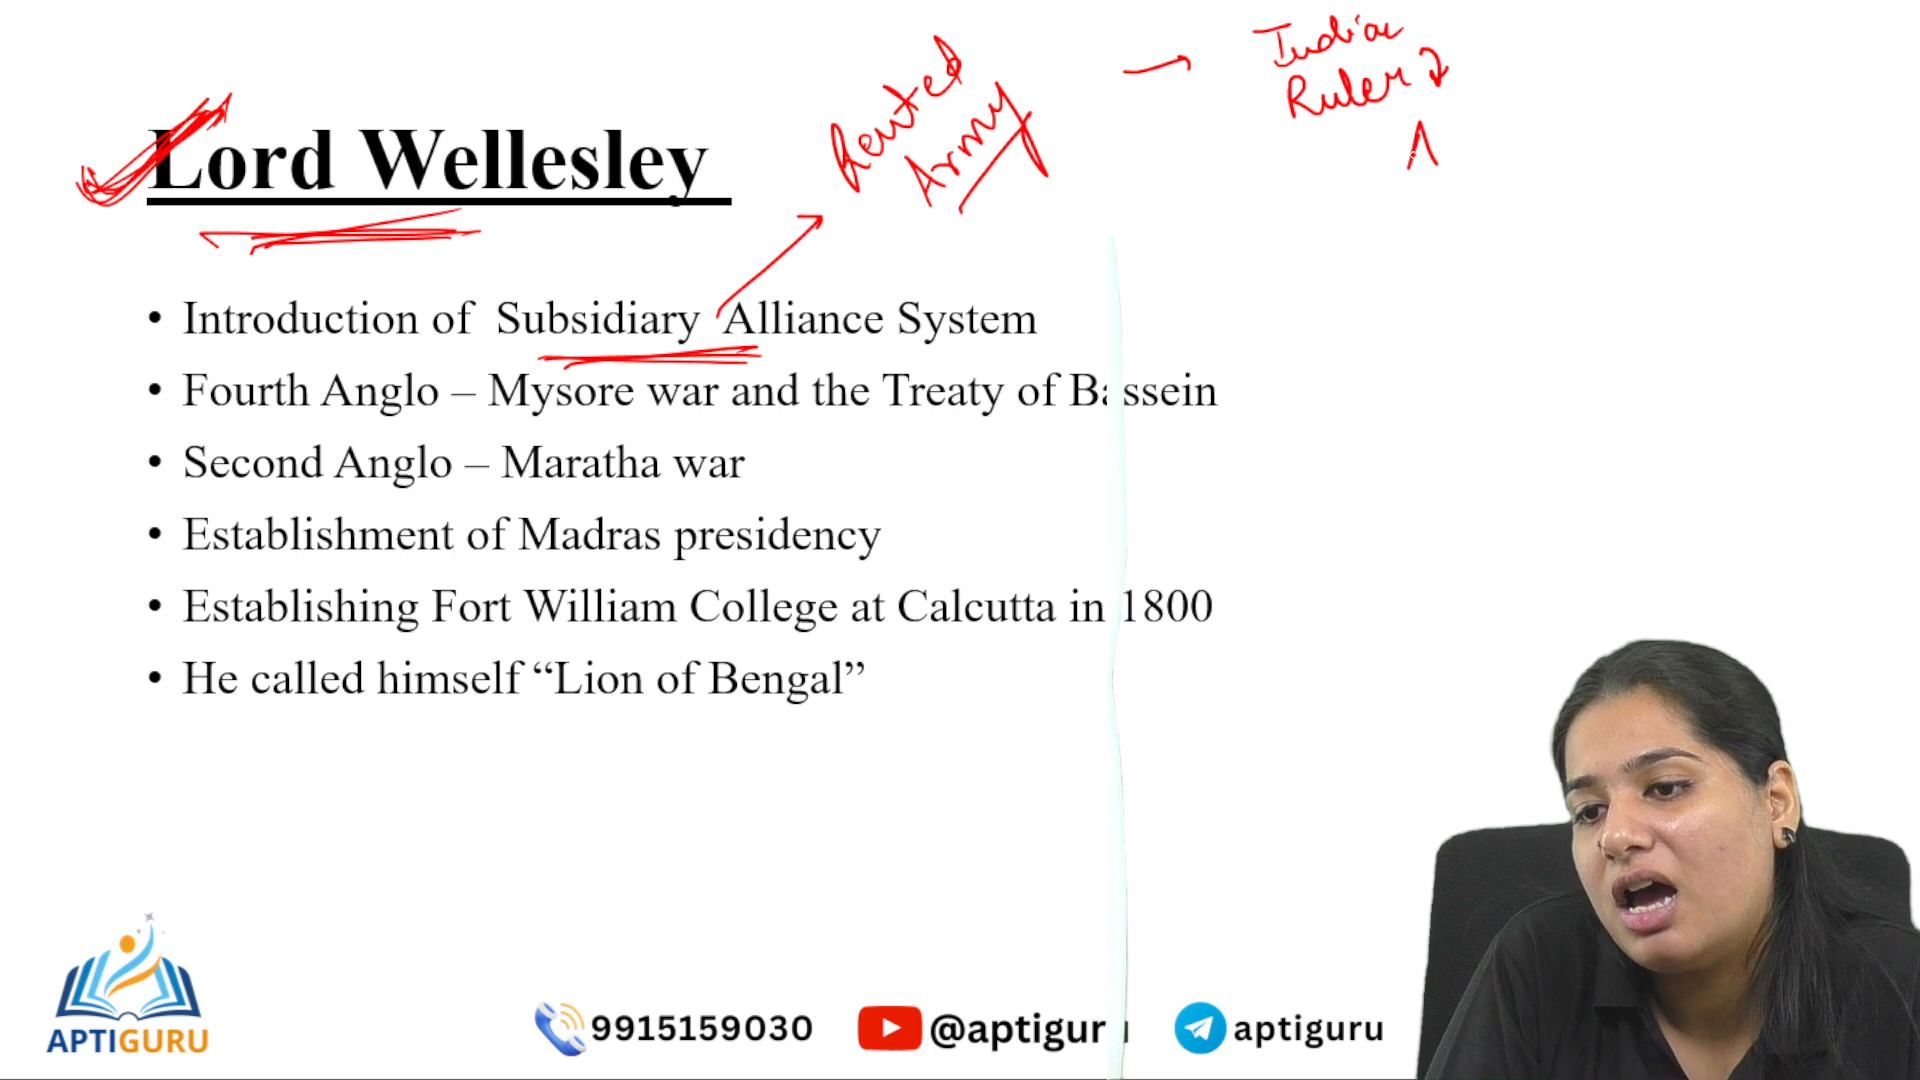 Rented
Army
Indian
Ruler
A
Lord Wellesley
• Introduction of Subsidiary Alliance System
• Fourth Anglo – Mysore war and the Treaty of Bassein
• Second Anglo – Maratha war
• Establishment of Madras presidency
• Establishing Fort William College at Calcutta in 1800
• He called himself “Lion of Bengal”
APTIGURU
9915159030
@aptiguru
aptiguru